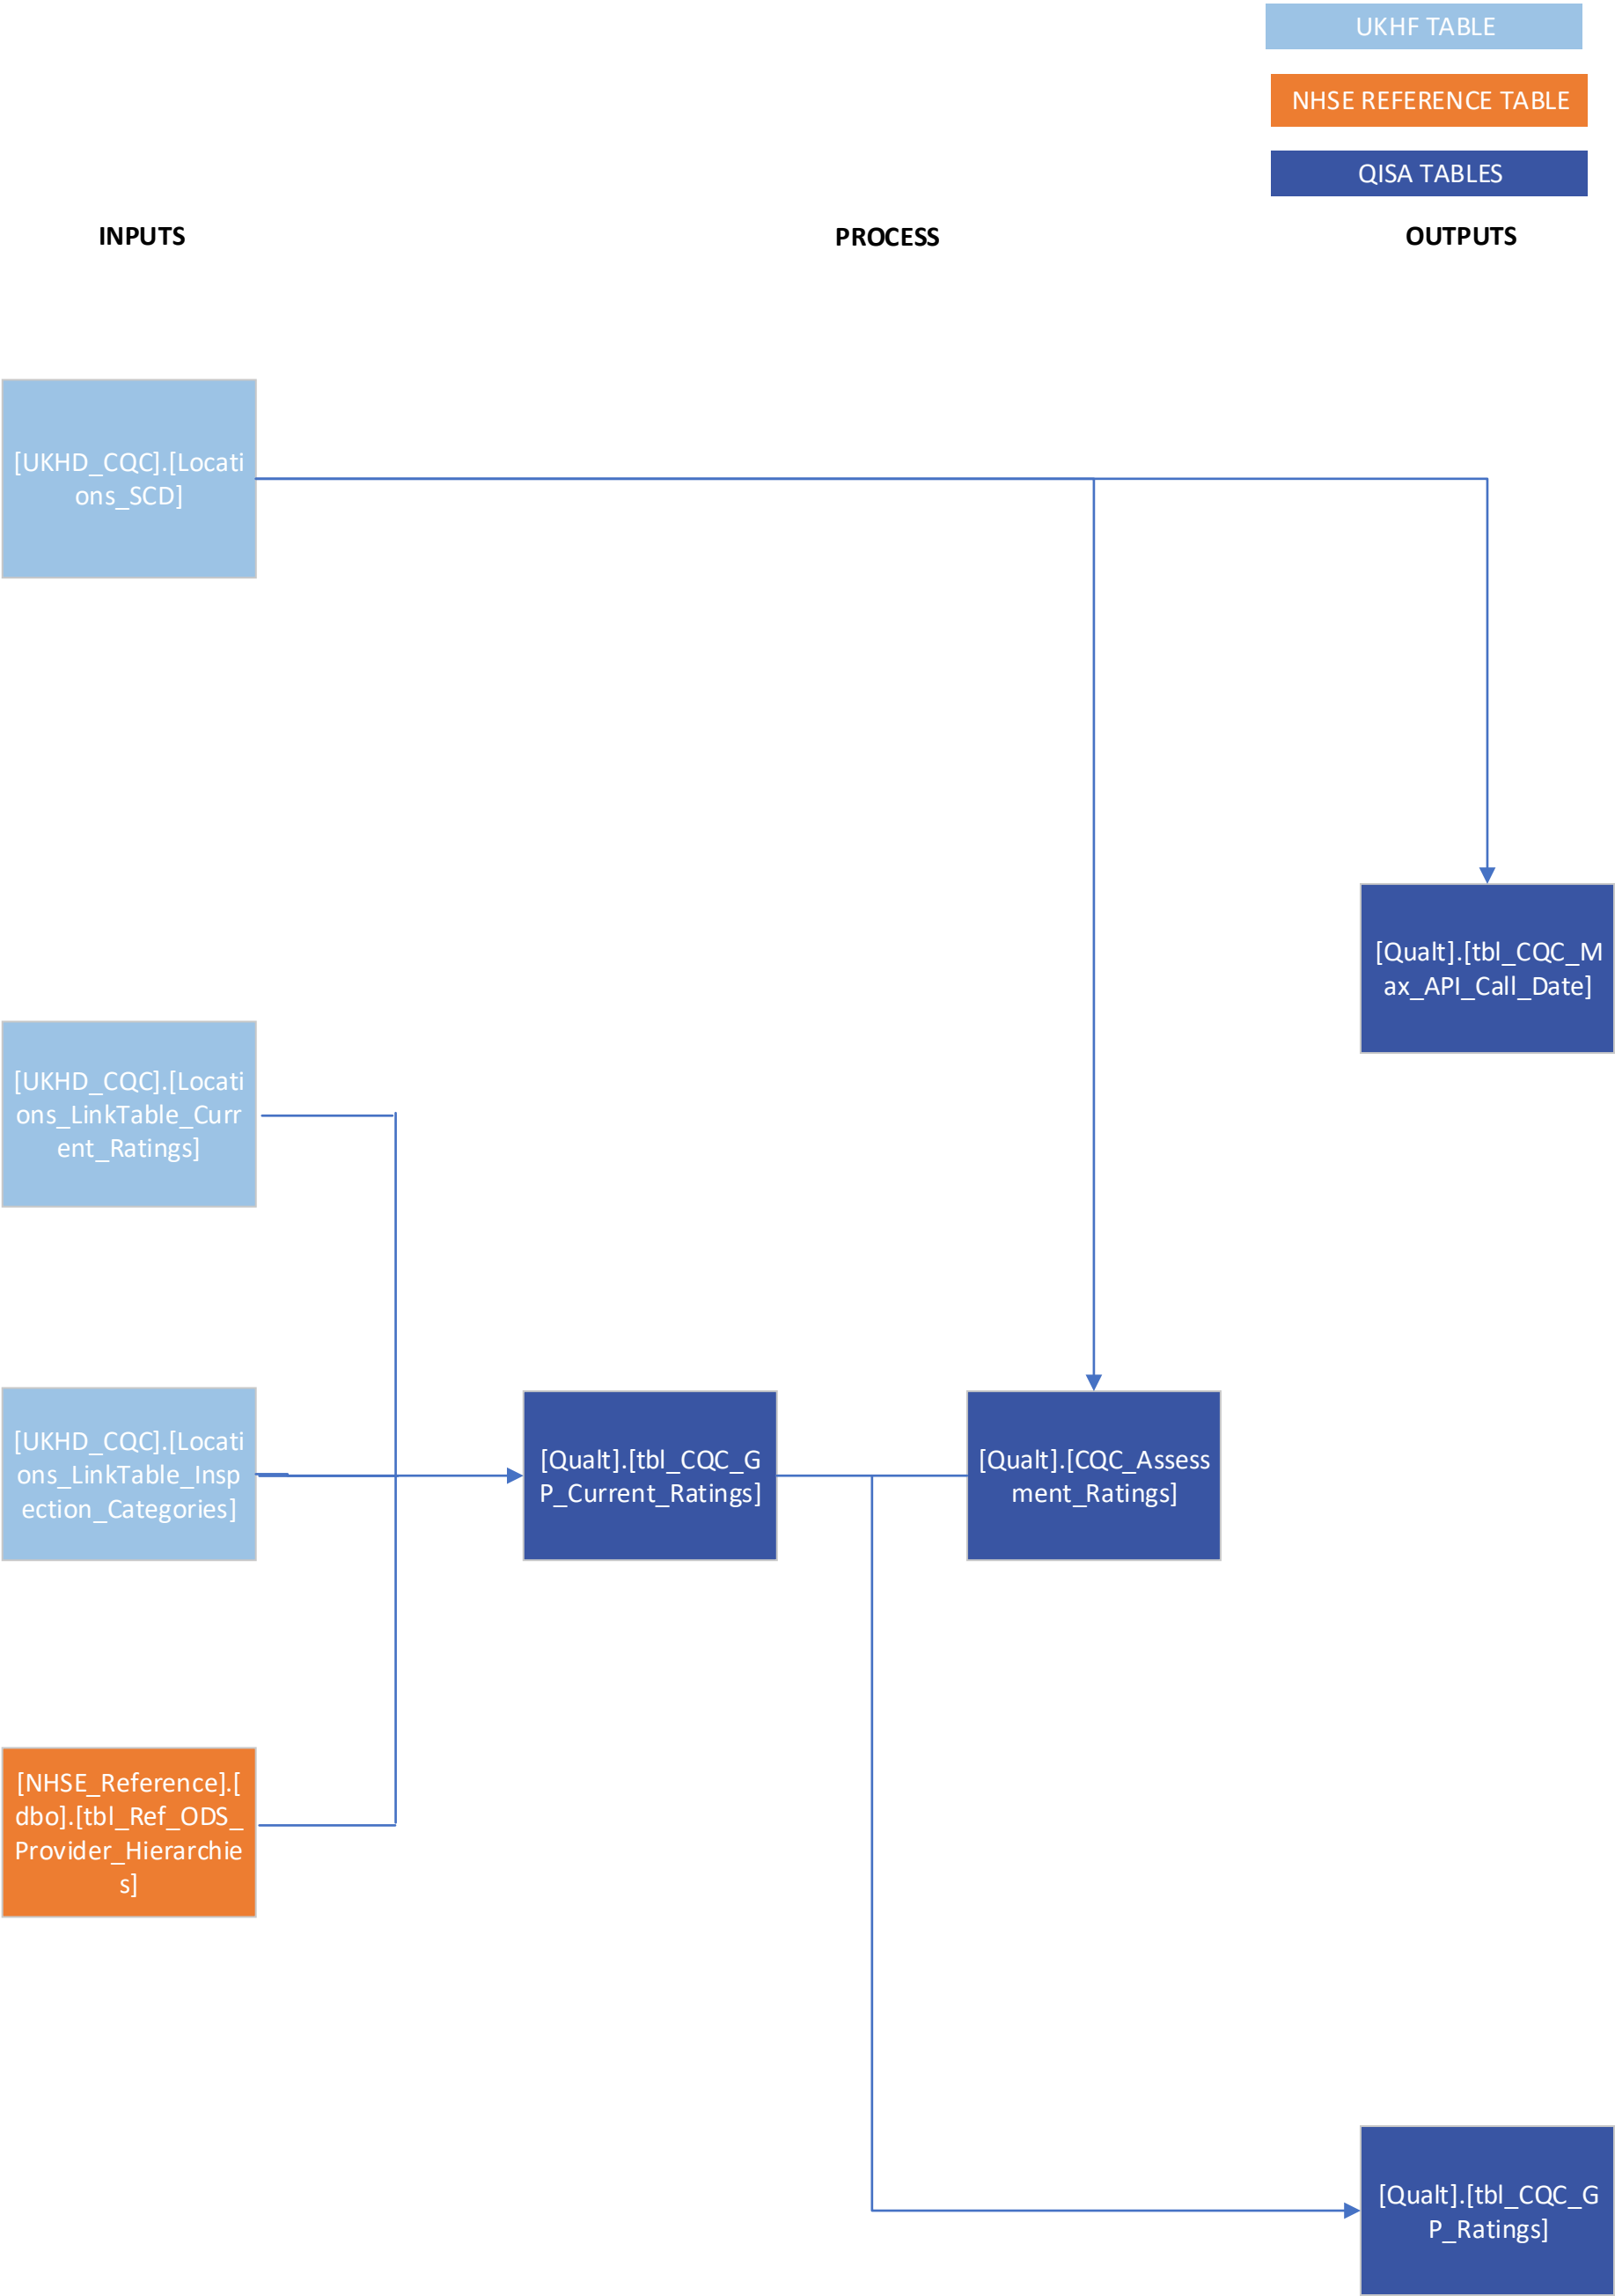 UKHF TABLE
NHSE REFERENCE TABLE
QISA TABLES
INPUTS
PROCESS
OUTPUTS
[UKHD_CQC].[Locati
ons_SCD]
[Qualt].[tbl_CQC_M
ax_API_Call_Date]
[UKHD_CQC].[Locati
ons_LinkTable_Curr
ent_Ratings]
[UKHD_CQC].[Locati
ons_LinkTable_Insp
ection_Categories]
[Qualt].[tbl_CQC_G
P_Current_Ratings]
[Qualt].[CQC_Assess
ment_Ratings]
[NHSE_Reference].[
dbo].[tbl_Ref_ODS_
Provider_Hierarchie
s]
[Qualt].[tbl_CQC_G
P_Ratings]